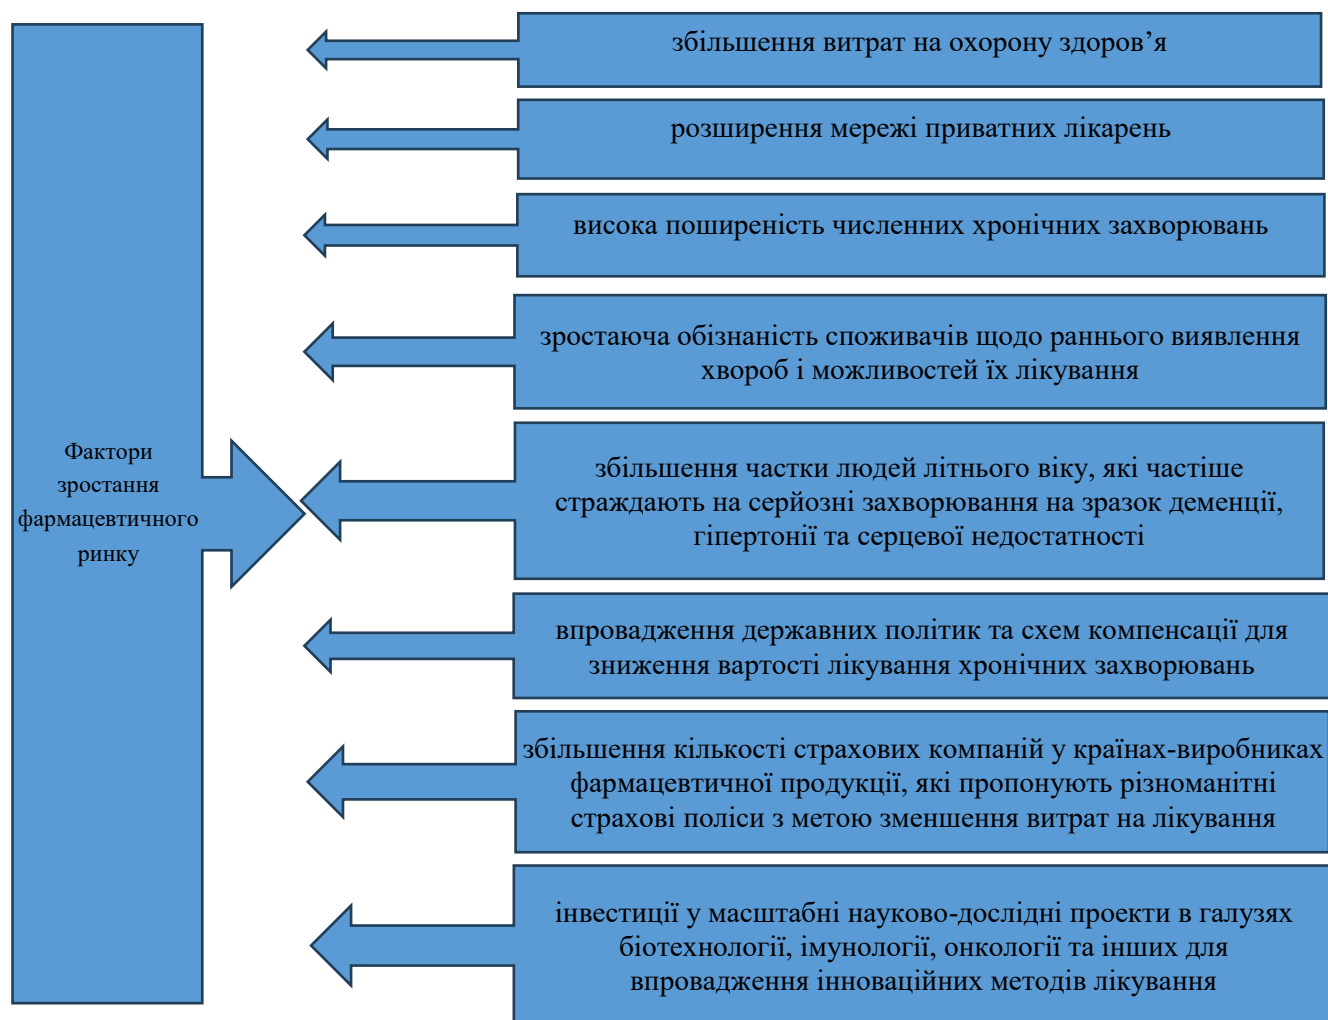 збільшення витрат на охорону здоров’я
розширення мережі приватних лікарень
висока поширеність численних хронічних захворювань
зростаюча обізнаність споживачів щодо раннього виявлення
хвороб і можливостей їх лікування
Фактори
зростання
фармацевтичного
ринку
збільшення частки людей літнього віку, які частіше
страждають на серйозні захворювання на зразок деменції,
гіпертонії та серцевої недостатності
впровадження державних політик та схем компенсації для
зниження вартості лікування хронічних захворювань
збільшення кількості страхових компаній у країнах-виробниках
фармацевтичної продукції, які пропонують різноманітні
страхові поліси з метою зменшення витрат на лікування
інвестиції у масштабні науково-дослідні проекти в галузях
біотехнології, імунології, онкології та інших для
впровадження інноваційних методів лікування